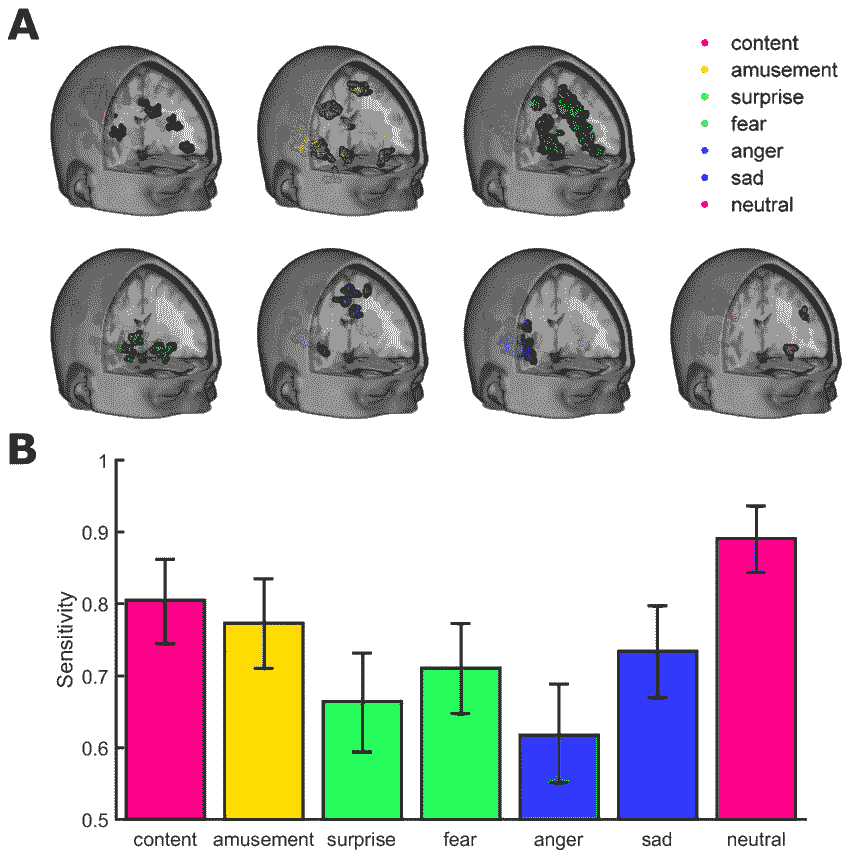 A
content
amusement
surprise
fear
anger
sad
neutral
B
1
0.9
0.8
0.7
0.6
0.5
Sensitivity
content amusement surprise fear anger sad neutral